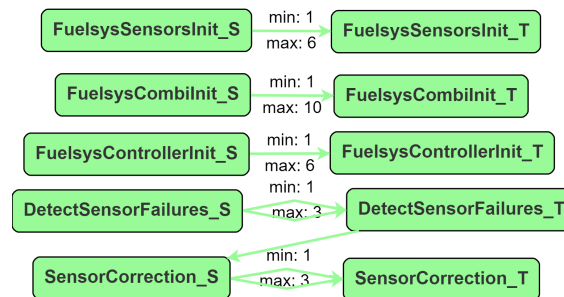 FuelsysSensorsInit_S
min: 1
max: 6
FuelsysSensorsInit_T
FuelsysCombiInit_S
min: 1
max: 10
FuelsysCombiInit_T
FuelsysControllerInit_S
min: 1
max: 6
FuelsysControllerInit_T
DetectSensorFailures_S
min: 1
max: 3
DetectSensorFailures_T
SensorCorrection_S
min: 1
max: 3
SensorCorrection_T